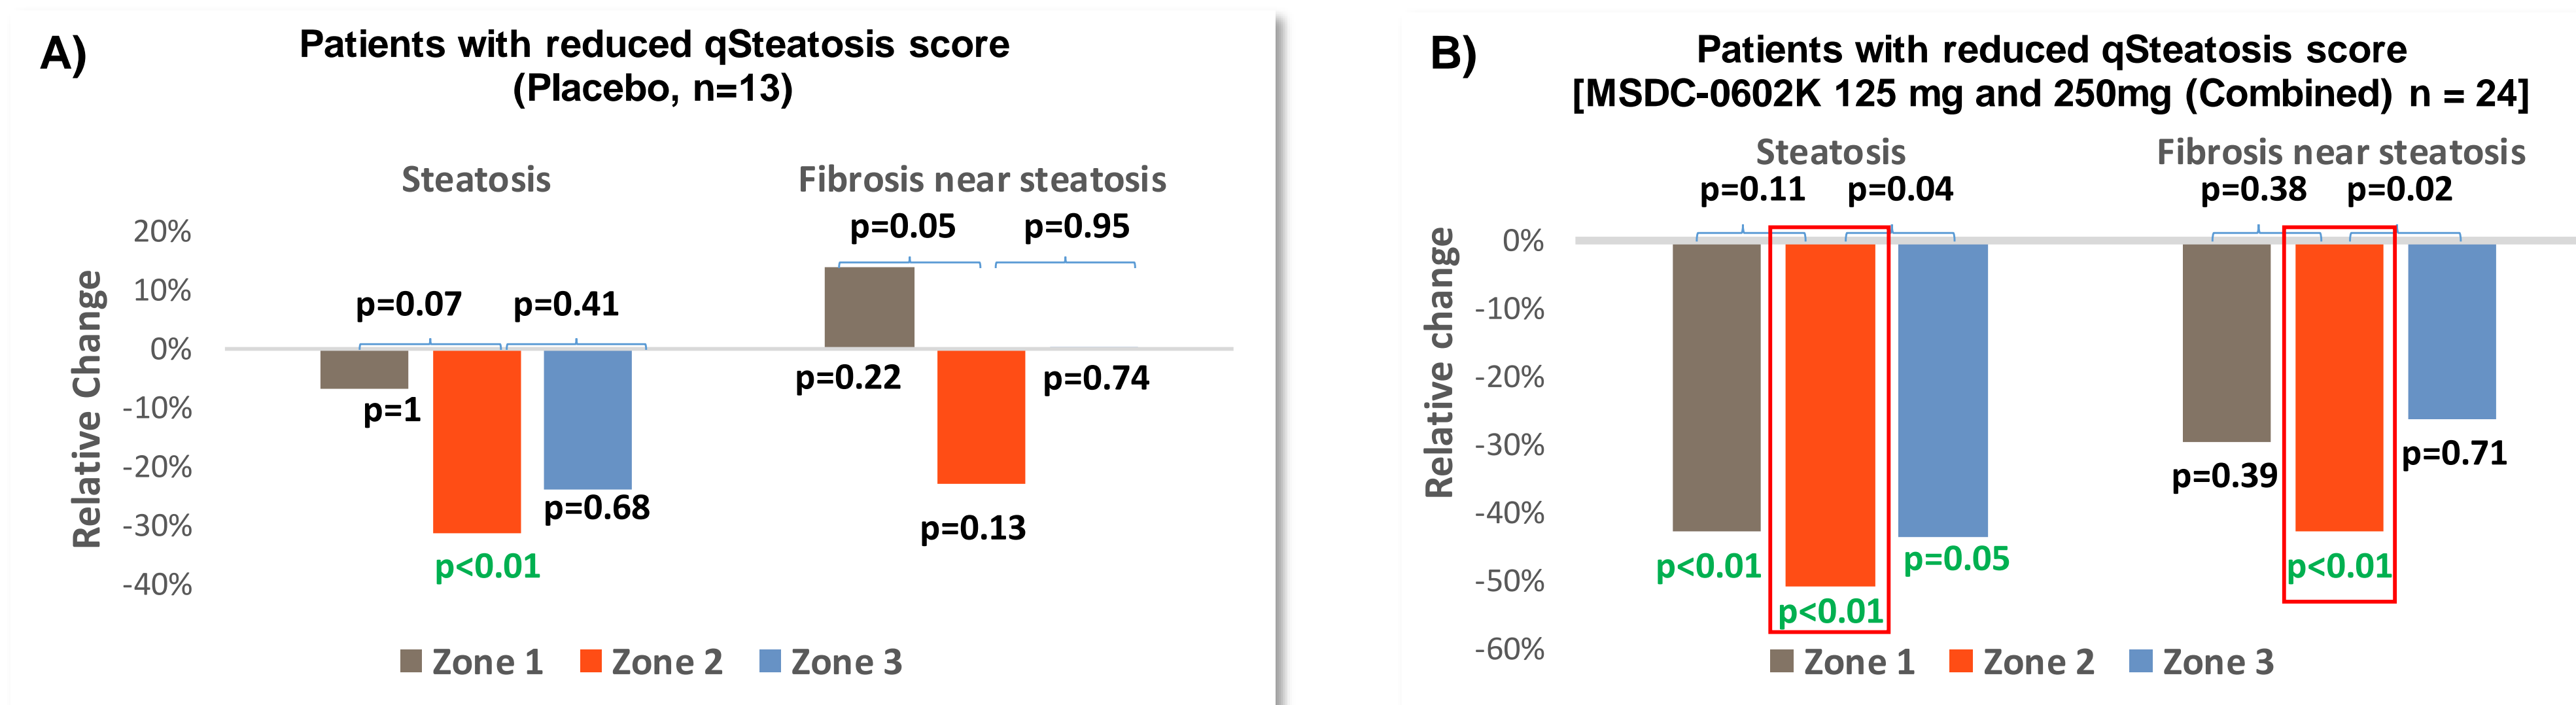 A)
Patients with reduced qSteatosis score
(Placebo, n=13)
Steatosis
Fibrosis near steatosis
Relative Change
20%
10%
0%
-10%
-20%
-30%
-40%
p=0.07
p=0.41
p=0.05
p=0.95
p=1
p<0.01
p=0.68
p=0.22
p=0.13
p=0.74
Zone 1
Zone 2
Zone 3
B)
Patients with reduced qSteatosis score
[MSDC-0602K 125 mg and 250mg (Combined) n = 24]
Steatosis
Fibrosis near steatosis
p=0.11
p=0.04
p=0.38
p=0.02
Relative change
0%
-10%
-20%
-30%
-40%
-50%
-60%
p<0.01
p<0.01
p=0.05
p=0.39
p<0.01
p=0.71
Zone 1
Zone 2
Zone 3